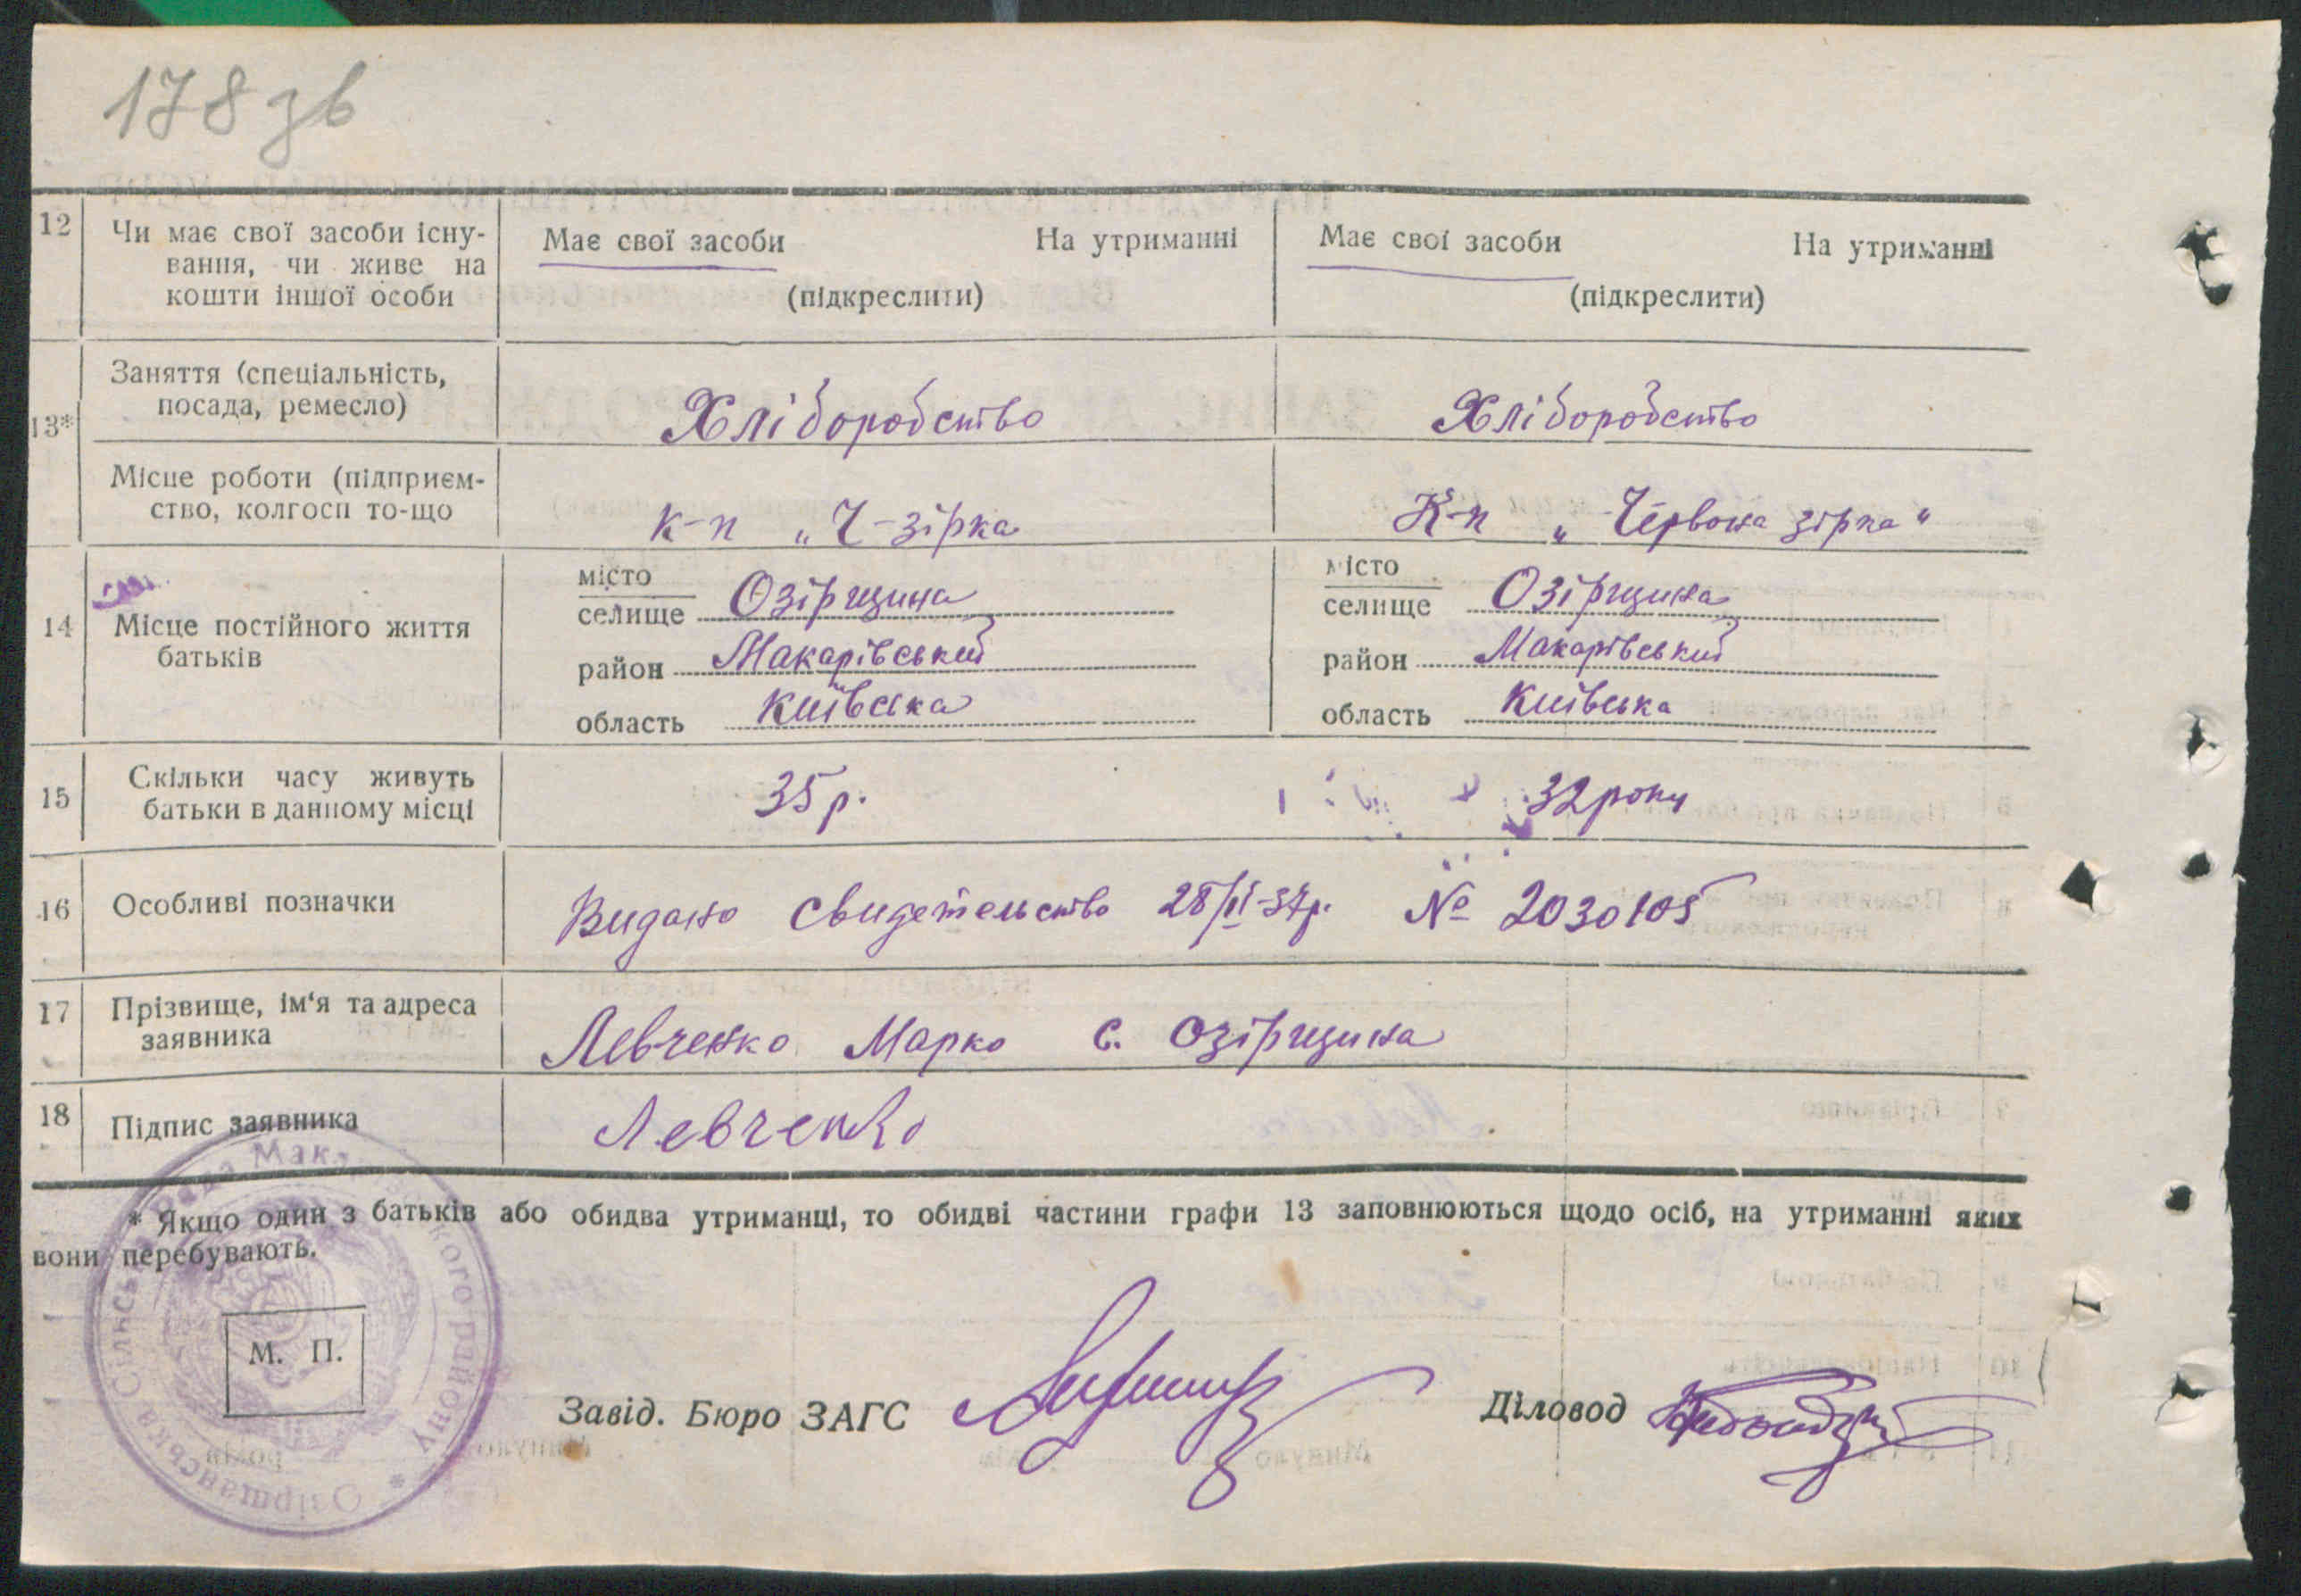 178 зв
12 Чи має свої засоби існу- Має свої засоби На утриманні Має свої засоби На утриманні
вання, чи живе на
кошти іншої особи (підкреслити) (підкреслити)
13* Заняття (спеціальність,
посада, ремесло) Хліборобство Хліборобство
Місце роботи (підприєм-
ство, колгосп то-що к-п „Ч-зірка К-п „Червона зірка"
14 Місце постійного життя
батьків
місто
селище Озірщина
район Макарівський
область Київська
місто
селище Озірщина
район Макарівський
область Київська
15 Скільки часу живуть
батьки в данному місці 35 р. 32 роки
16 Особливі позначки Видано свидетельство 28/II-37р. № 2030105
17 Прізвище, ім'я та адреса
заявника Левченко Марко с. Озірщина
18 Підпис заявника Левченко
* Якщо один з батьків або обидва утриманці, то обидві частини графи 13 заповнюються щодо осіб, на утриманні яких
вони перебувають.
М. П.
Завід. Бюро ЗАГС Діловод